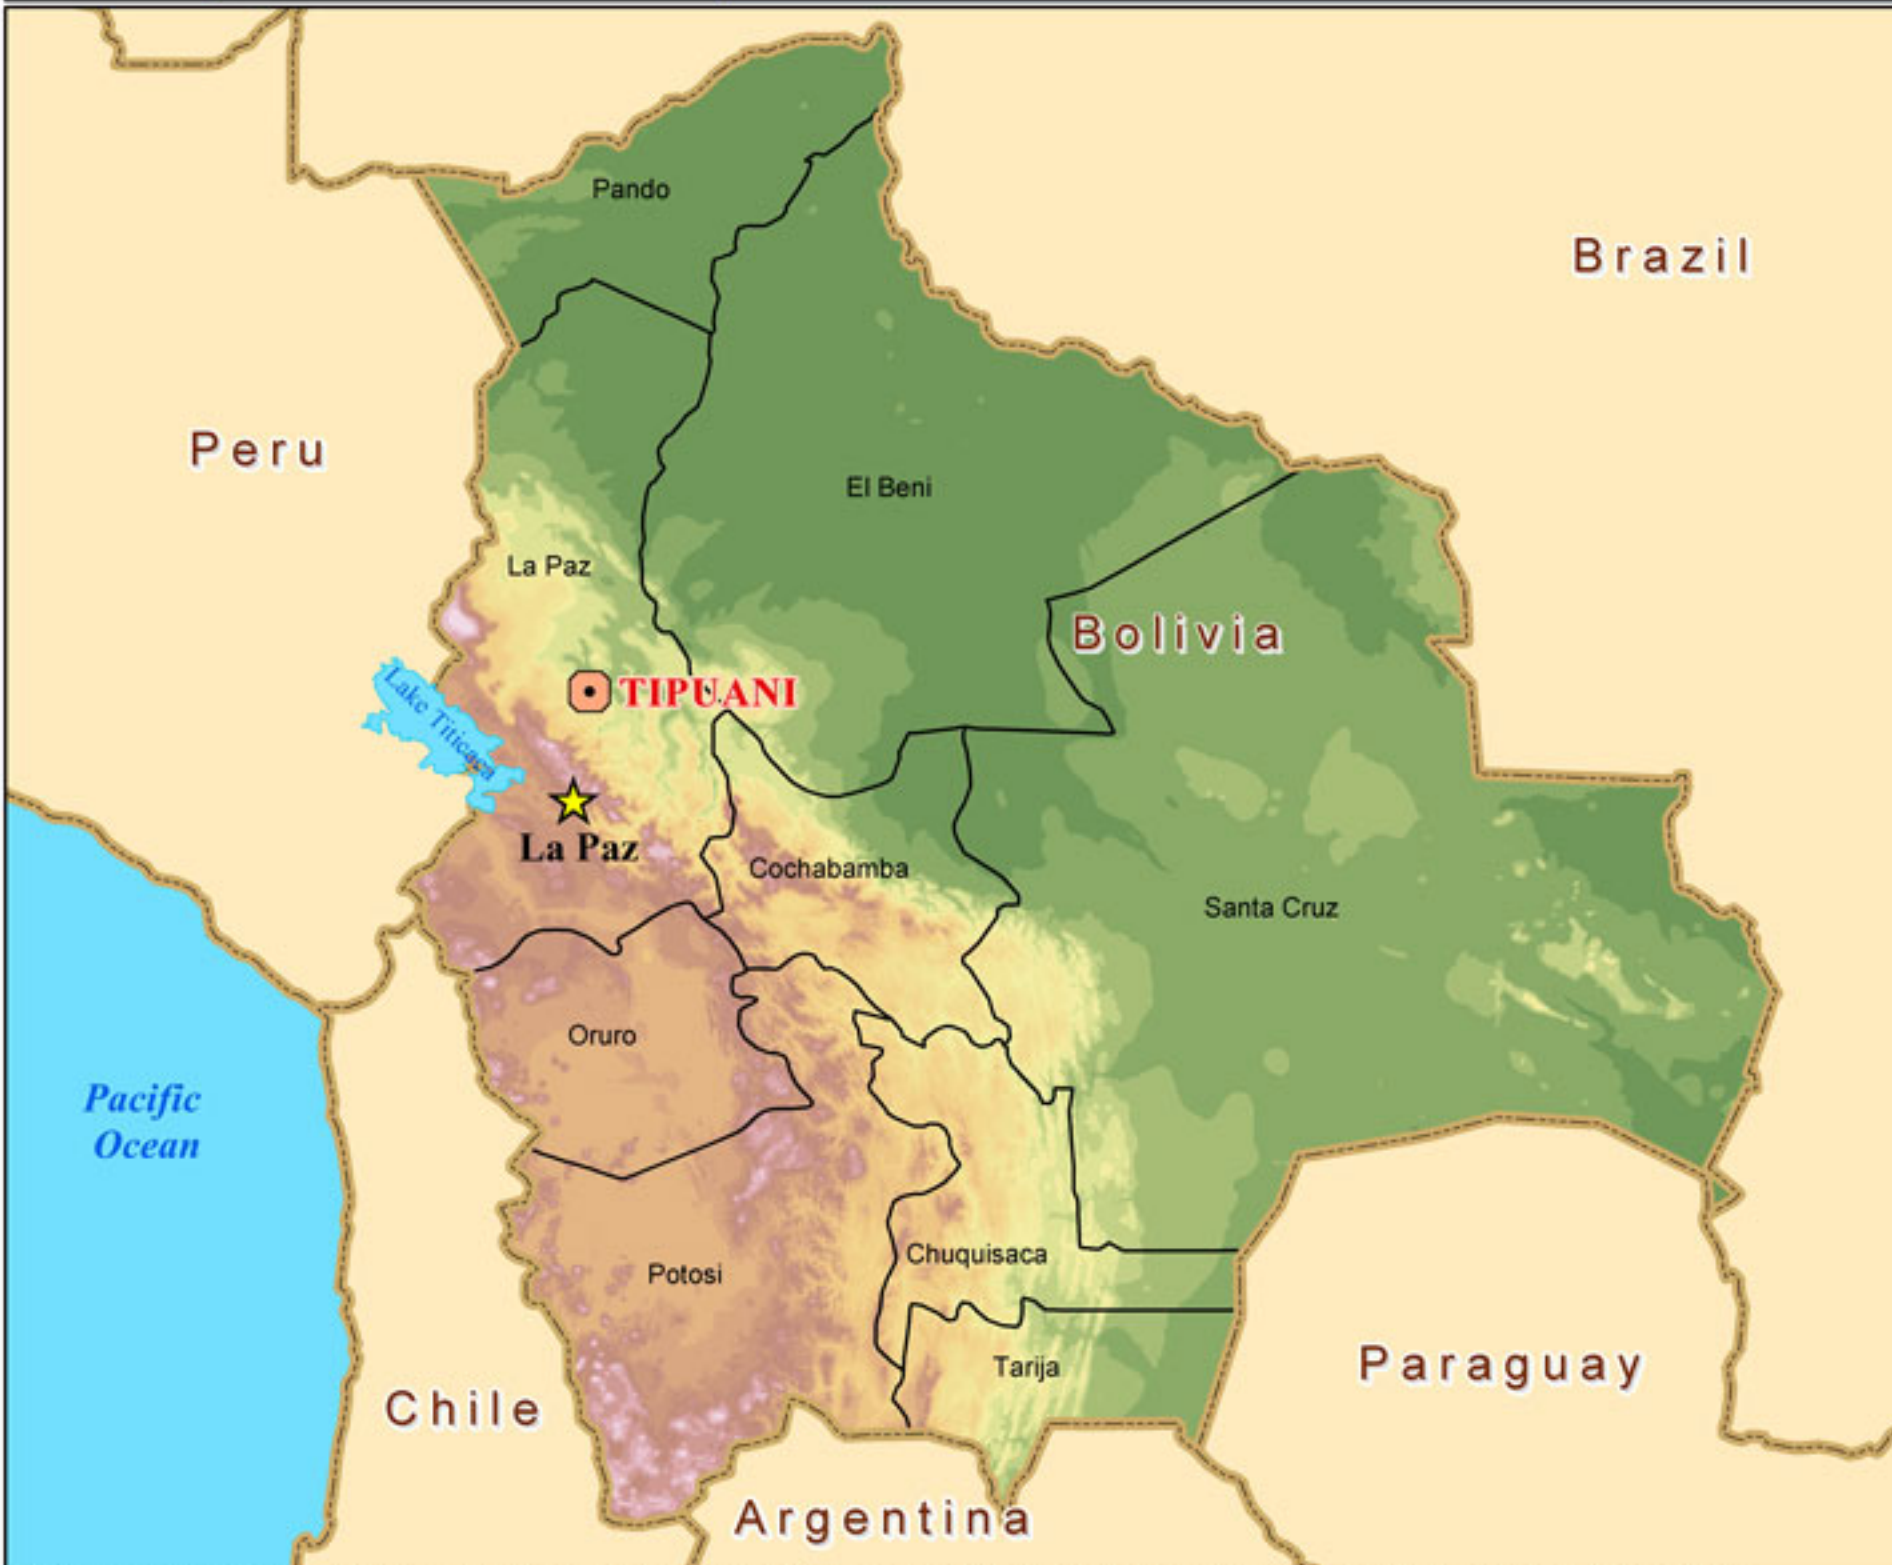 Pando
Brazil
Peru
El Beni
La Paz
Bolivia
TIPUANI
Lake Titicaca
La Paz
Cochabamba
Santa Cruz
Oruro
Pacific
Ocean
Chuquisaca
Potosi
Tarija
Paraguay
Chile
Argentina